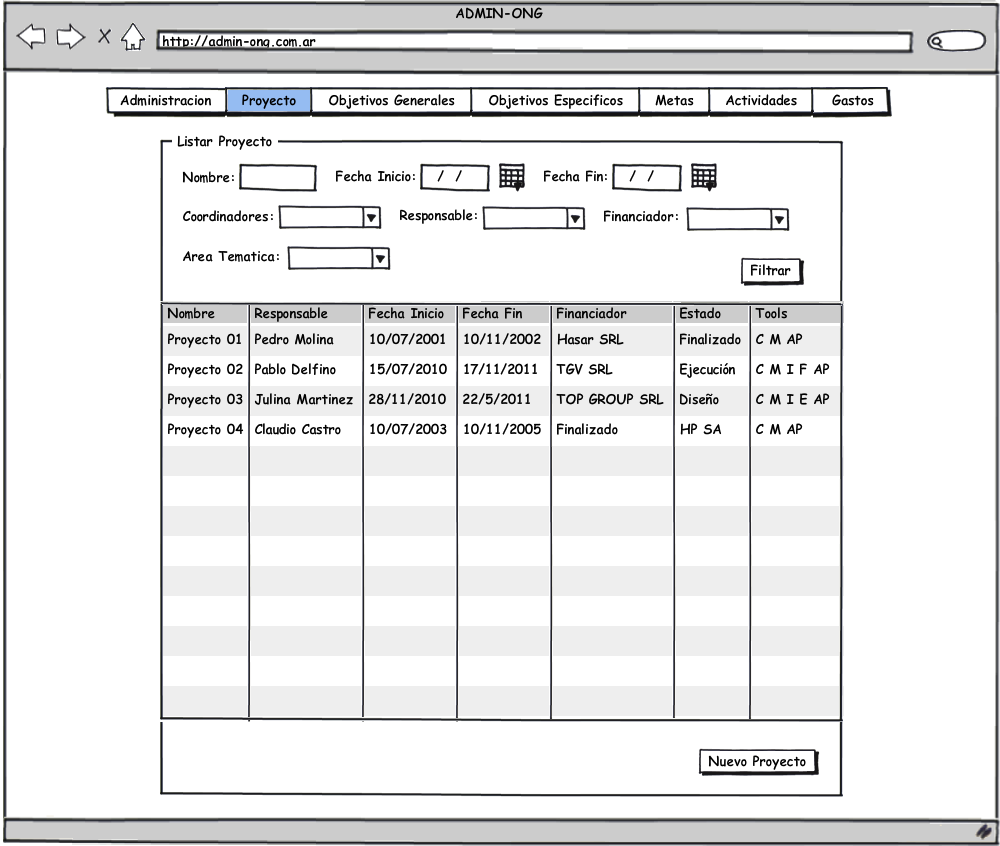 ADMIN-ONG
http://admin-ong.com.ar
Administracion Proyecto Objetivos Generales Objetivos Especificos Metas Actividades Gastos
Listar Proyecto
Nombre: Fecha Inicio: / / Fecha Fin: / /
Coordinadores: Responsable: Financiador:
Area Tematica:
Filtrar
Nombre Responsable Fecha Inicio Fecha Fin Financiador Estado Tools
Proyecto 01 Pedro Molina 10/07/2001 10/11/2002 Hasar SRL Finalizado C M AP
Proyecto 02 Pablo Delfino 15/07/2010 17/11/2011 TGV SRL Ejecución C M I F AP
Proyecto 03 Julina Martinez 28/11/2010 22/5/2011 TOP GROUP SRL Diseño C M I E AP
Proyecto 04 Claudio Castro 10/07/2003 10/11/2005 Finalizado HP SA C M AP
Nuevo Proyecto